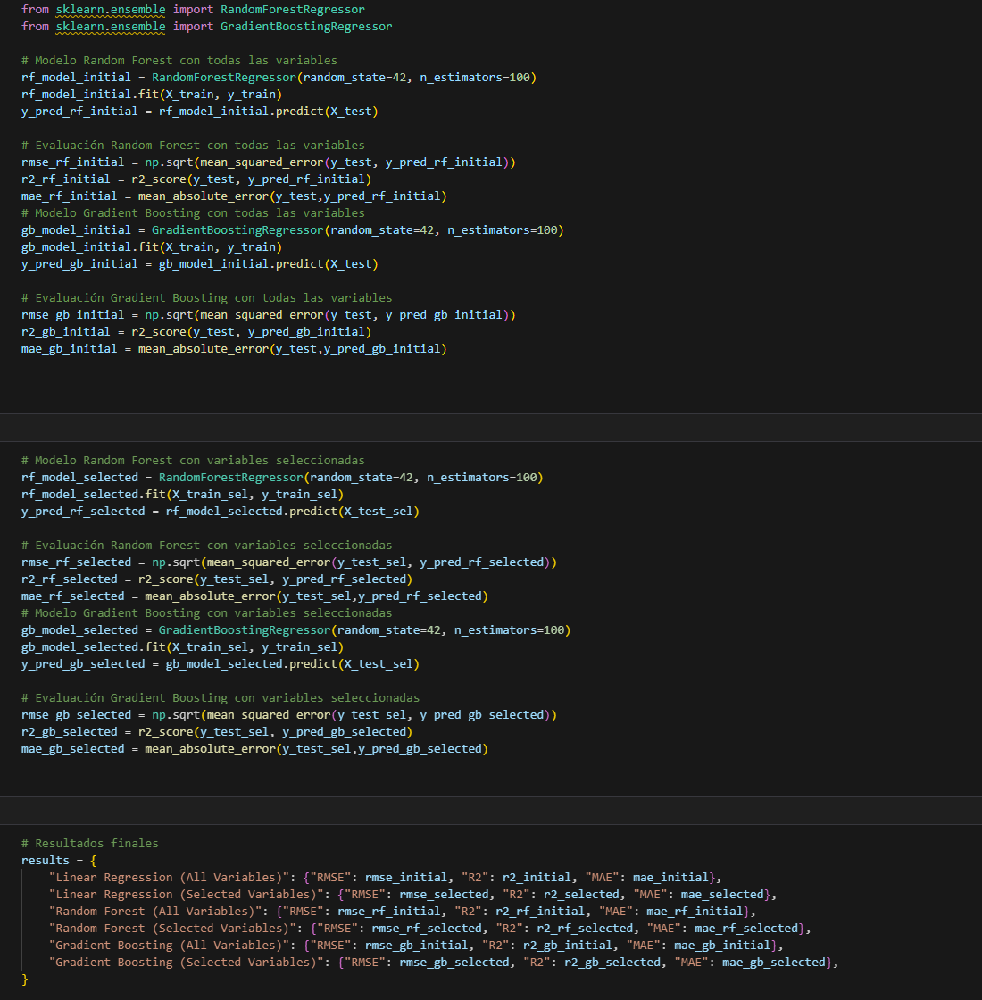 from sklearn.ensemble import RandomForestRegressor
from sklearn.ensemble import GradientBoostingRegressor
# Modelo Random Forest con todas las variables
rf_model_initial = RandomForestRegressor(random_state=42, n_estimators=100)
rf_model_initial.fit(X_train, y_train)
y_pred_rf_initial = rf_model_initial.predict(X_test)
# Evaluación Random Forest con todas las variables
rmse_rf_initial = np.sqrt(mean_squared_error(y_test, y_pred_rf_initial))
r2_rf_initial = r2_score(y_test, y_pred_rf_initial)
mae_rf_initial = mean_absolute_error(y_test,y_pred_rf_initial)
# Modelo Gradient Boosting con todas las variables
gb_model_initial = GradientBoostingRegressor(random_state=42, n_estimators=100)
gb_model_initial.fit(X_train, y_train)
y_pred_gb_initial = gb_model_initial.predict(X_test)
# Evaluación Gradient Boosting con todas las variables
rmse_gb_initial = np.sqrt(mean_squared_error(y_test, y_pred_gb_initial))
r2_gb_initial = r2_score(y_test, y_pred_gb_initial)
mae_gb_initial = mean_absolute_error(y_test,y_pred_gb_initial)
# Modelo Random Forest con variables seleccionadas
rf_model_selected = RandomForestRegressor(random_state=42, n_estimators=100)
rf_model_selected.fit(X_train_sel, y_train_sel)
y_pred_rf_selected = rf_model_selected.predict(X_test_sel)
# Evaluación Random Forest con variables seleccionadas
rmse_rf_selected = np.sqrt(mean_squared_error(y_test_sel, y_pred_rf_selected))
r2_rf_selected = r2_score(y_test_sel, y_pred_rf_selected)
mae_rf_selected = mean_absolute_error(y_test_sel,y_pred_rf_selected)
# Modelo Gradient Boosting con variables seleccionadas
gb_model_selected = GradientBoostingRegressor(random_state=42, n_estimators=100)
gb_model_selected.fit(X_train_sel, y_train_sel)
y_pred_gb_selected = gb_model_selected.predict(X_test_sel)
# Evaluación Gradient Boosting con variables seleccionadas
rmse_gb_selected = np.sqrt(mean_squared_error(y_test_sel, y_pred_gb_selected))
r2_gb_selected = r2_score(y_test_sel, y_pred_gb_selected)
mae_gb_selected = mean_absolute_error(y_test_sel,y_pred_gb_selected)
# Resultados finales
results = {
    "Linear Regression (All Variables)": {"RMSE": rmse_initial, "R2": r2_initial, "MAE": mae_initial},
    "Linear Regression (Selected Variables)": {"RMSE": rmse_selected, "R2": r2_selected, "MAE": mae_selected},
    "Random Forest (All Variables)": {"RMSE": rmse_rf_initial, "R2": r2_rf_initial, "MAE": mae_rf_initial},
    "Random Forest (Selected Variables)": {"RMSE": rmse_rf_selected, "R2": r2_rf_selected, "MAE": mae_rf_selected},
    "Gradient Boosting (All Variables)": {"RMSE": rmse_gb_initial, "R2": r2_gb_initial, "MAE": mae_gb_initial},
    "Gradient Boosting (Selected Variables)": {"RMSE": rmse_gb_selected, "R2": r2_gb_selected, "MAE": mae_gb_selected},
}